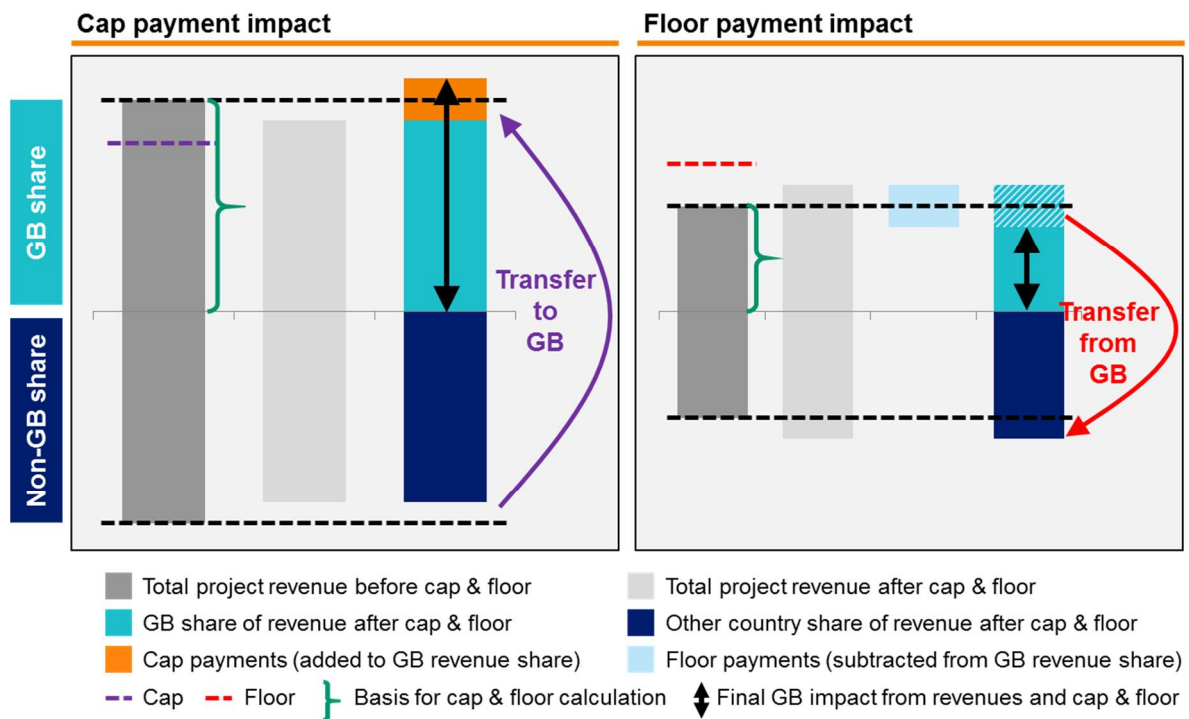 Cap payment impact
Floor payment impact
GB share
Non-GB share
Transfer
to
GB
Transfer
from
GB
Total project revenue before cap & floor
Total project revenue after cap & floor
GB share of revenue after cap & floor
Other country share of revenue after cap & floor
Cap payments (added to GB revenue share)
Floor payments (subtracted from GB revenue share)
Cap
Floor
Basis for cap & floor calculation
Final GB impact from revenues and cap & floor